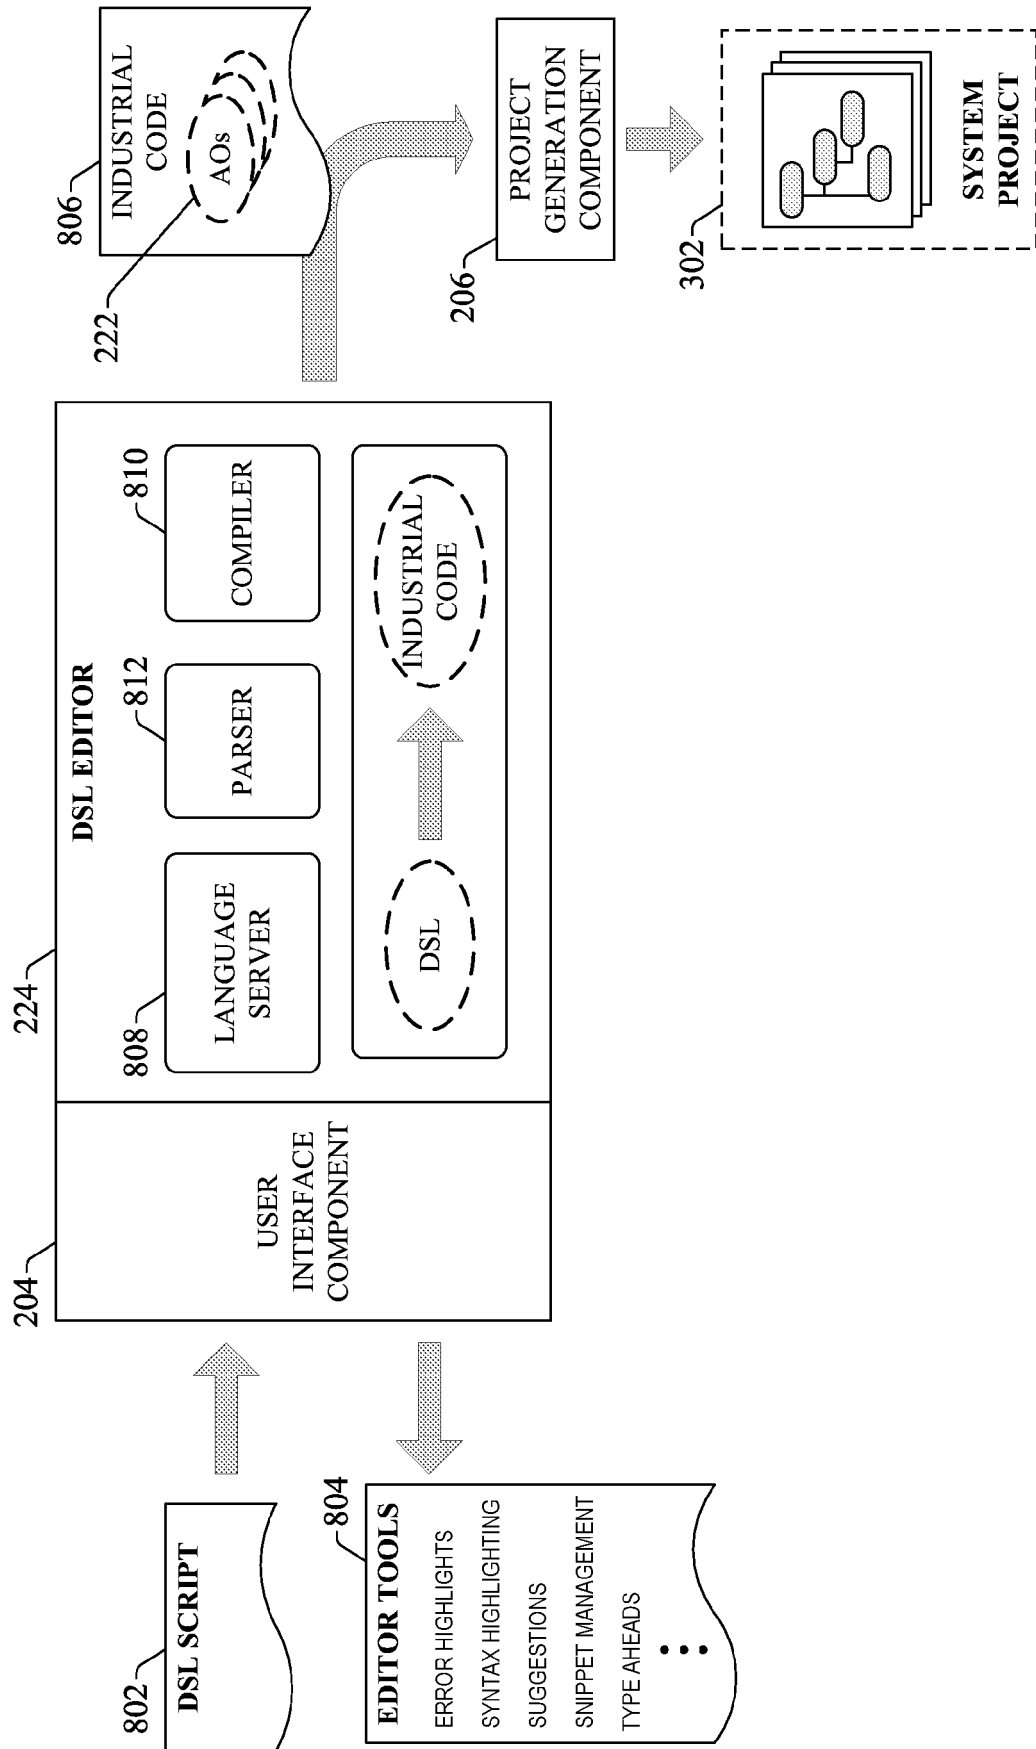 802
DSL SCRIPT
804
EDITOR TOOLS
ERROR HIGHLIGHTS
SYNTAX HIGHLIGHTING
SUGGESTIONS
SNIPPET MANAGEMENT
TYPE AHEADS
204
USER
INTERFACE
COMPONENT
224
DSL EDITOR
808
LANGUAGE
SERVER
812
PARSER
810
COMPILER
DSL
INDUSTRIAL
CODE
806
INDUSTRIAL
CODE
AOs
222
206
PROJECT
GENERATION
COMPONENT
302
SYSTEM
PROJECT